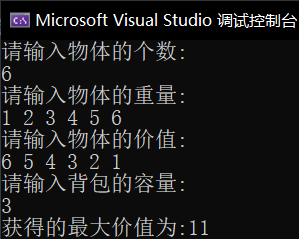 Microsoft Visual Studio 调试控制台
请输入物体的个数:
6
请输入物体的重量:
1 2 3 4 5 6
请输入物体的价值:
6 5 4 3 2 1
请输入背包的容量:
3
获得的最大价值为:11